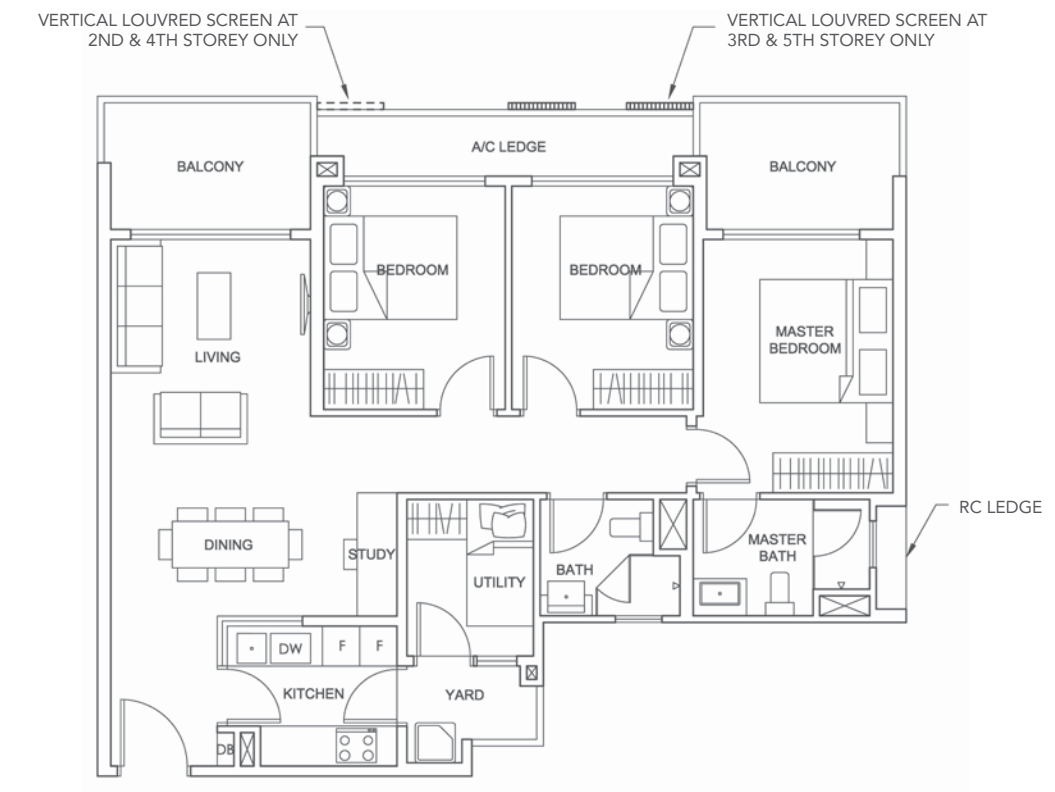 VERTICAL LOUVRED SCREEN AT
2ND & 4TH STOREY ONLY
VERTICAL LOUVRED SCREEN AT
3RD & 5TH STOREY ONLY
A/C LEDGE
BALCONY
BALCONY
BEDROOM
BEDROOM
MASTER
BEDROOM
LIVING
RC LEDGE
DINING
STUDY
MASTER
BATH
BATH
UTILITY
DW
F
F
KITCHEN
YARD
DB